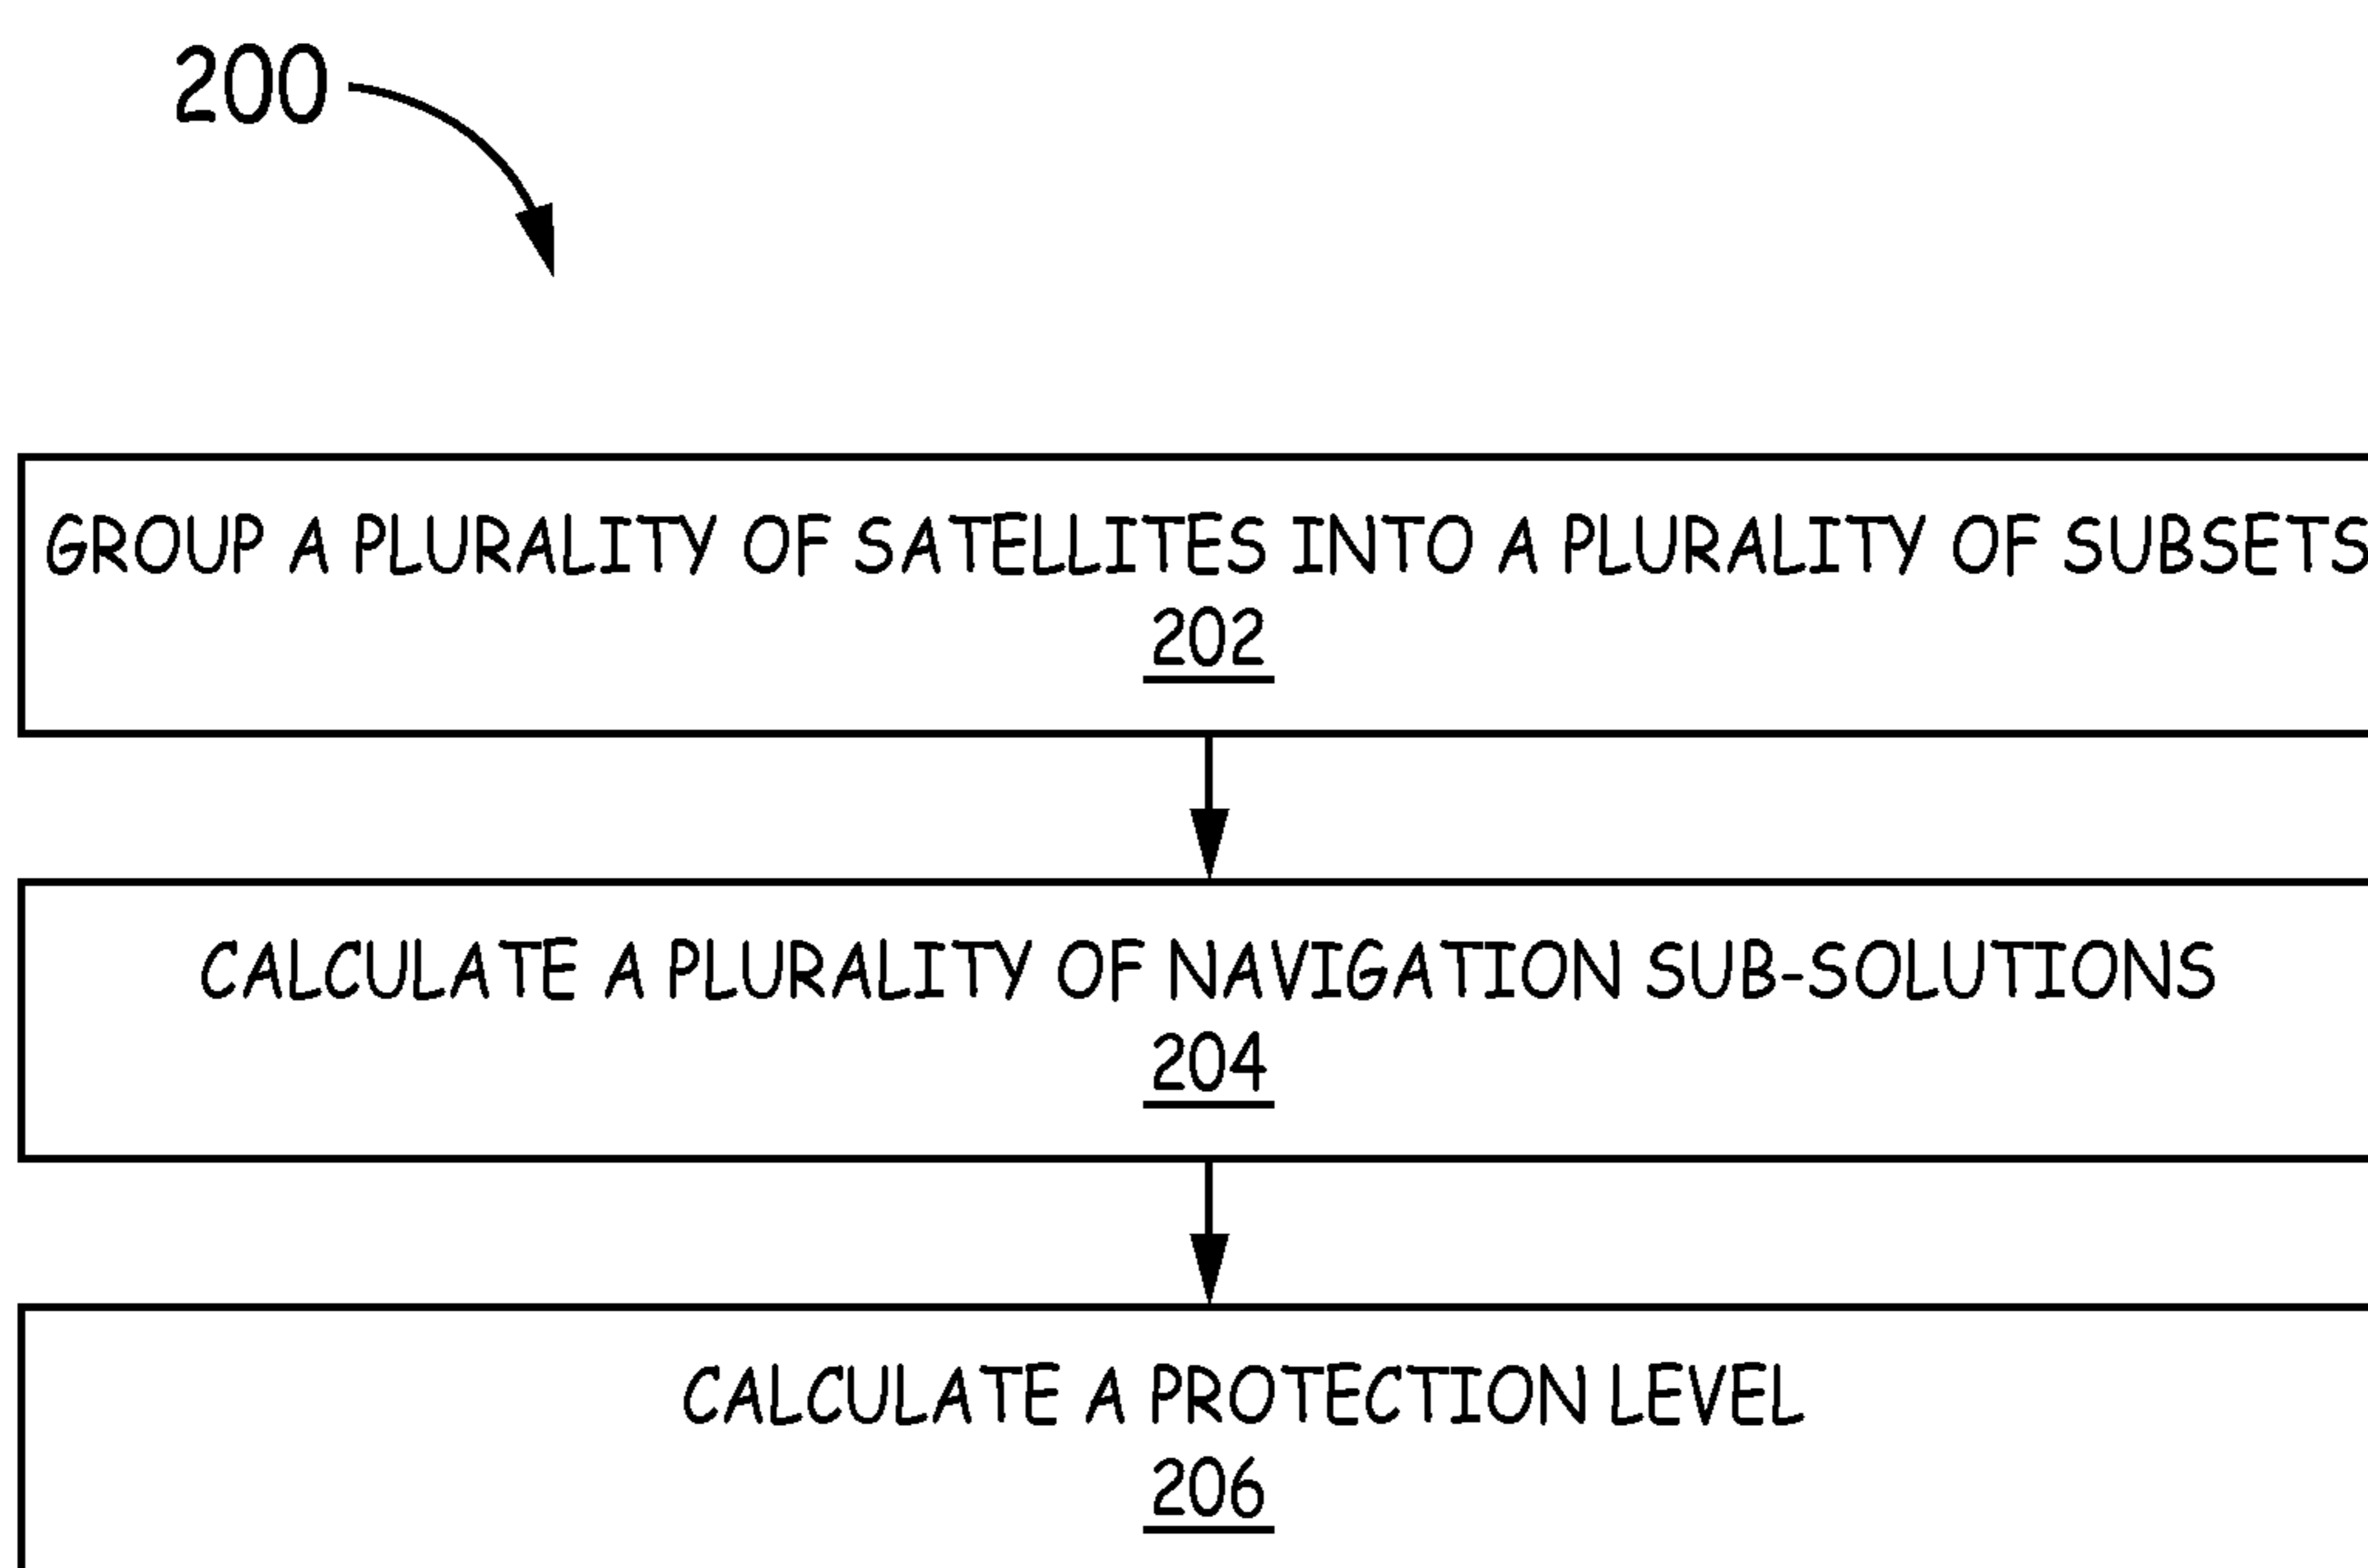 200
GROUP A PLURALITY OF SATELLITES INTO A PLURALITY OF SUBSETS
202
CALCULATE A PLURALITY OF NAVIGATION SUB-SOLUTIONS
204
CALCULATE A PROTECTION LEVEL
206